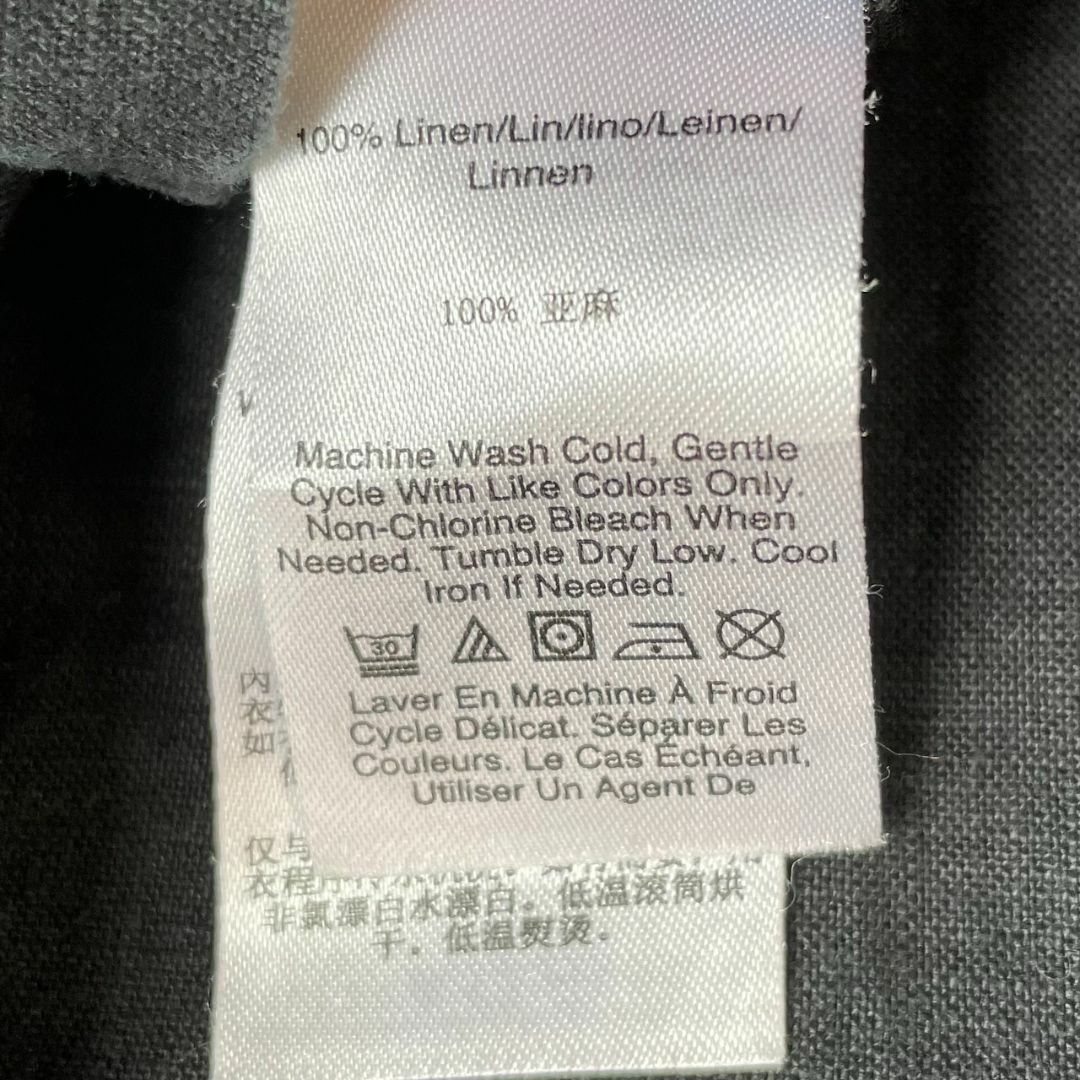 100% Linen/Lin/lino/Leinen/
Linnen
100% 亚麻
Machine Wash Cold, Gentle
Cycle With Like Colors Only.
Non-Chlorine Bleach When
Needed. Tumble Dry Low. Cool
Iron If Needed.
30
Laver En Machine À Froid
Cycle Délicat. Séparer Les
Couleurs. Le Cas Échéant,
Utiliser Un Agent De
内
衣
如
仅与
衣程序
非氯漂白水漂白. 低温滚筒烘
干. 低温熨烫.